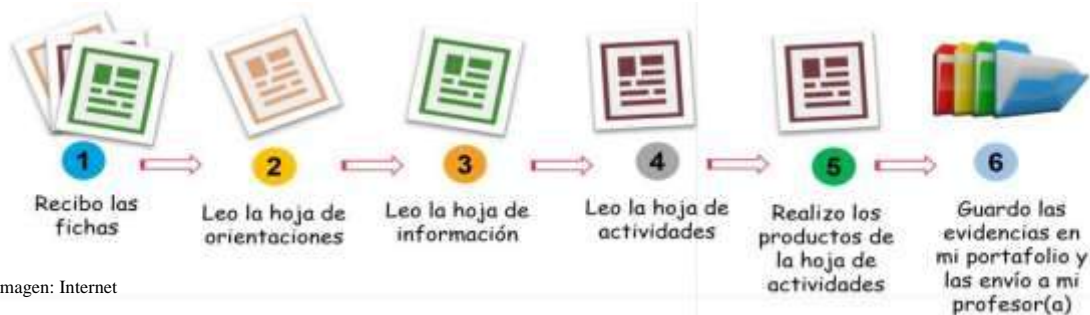 1
Recibo las
fichas
2
Leo la hoja de
orientaciones
3
Leo la hoja de
información
4
Leo la hoja de
actividades
5
Realizo los
productos de
la hoja de
actividades
6
Guardo las
evidencias en
mi portafolio y
las envío a mi
profesor(a)
magen: Internet